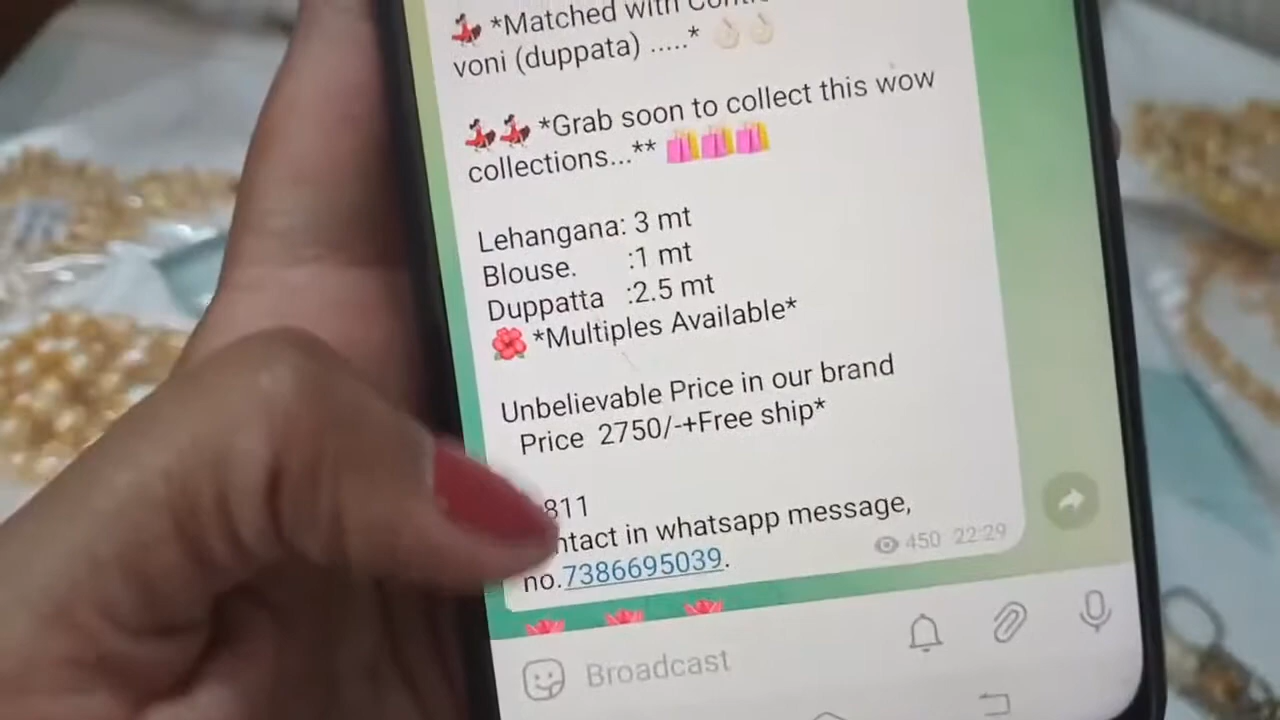 *Matched with
voni (duppata) .....*
*Grab soon to collect this wow
collections...**
Lehangana: 3 mt
Blouse. :1 mt
Duppatta :2.5 mt
*Multiples Available*
Unbelievable Price in our brand
Price 2750/-+Free ship*
811
ntact in whatsapp message,
no.7386695039.
450 22:29
Broadcast